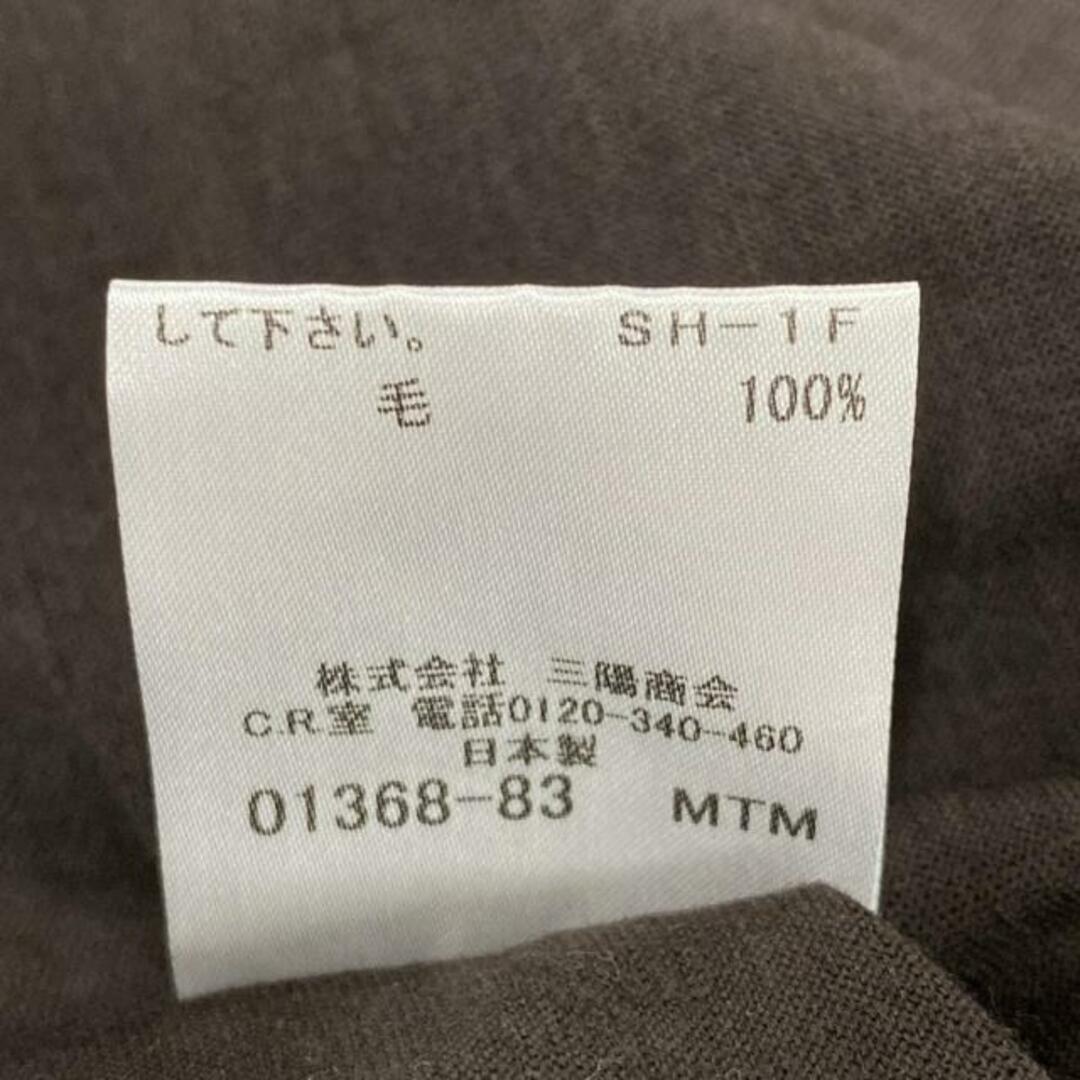 して下さい。 SH-1F
毛 100%
株式会社 三陽商会
C.R.室 電話0120-340-460
日本製
01368-83 MTM